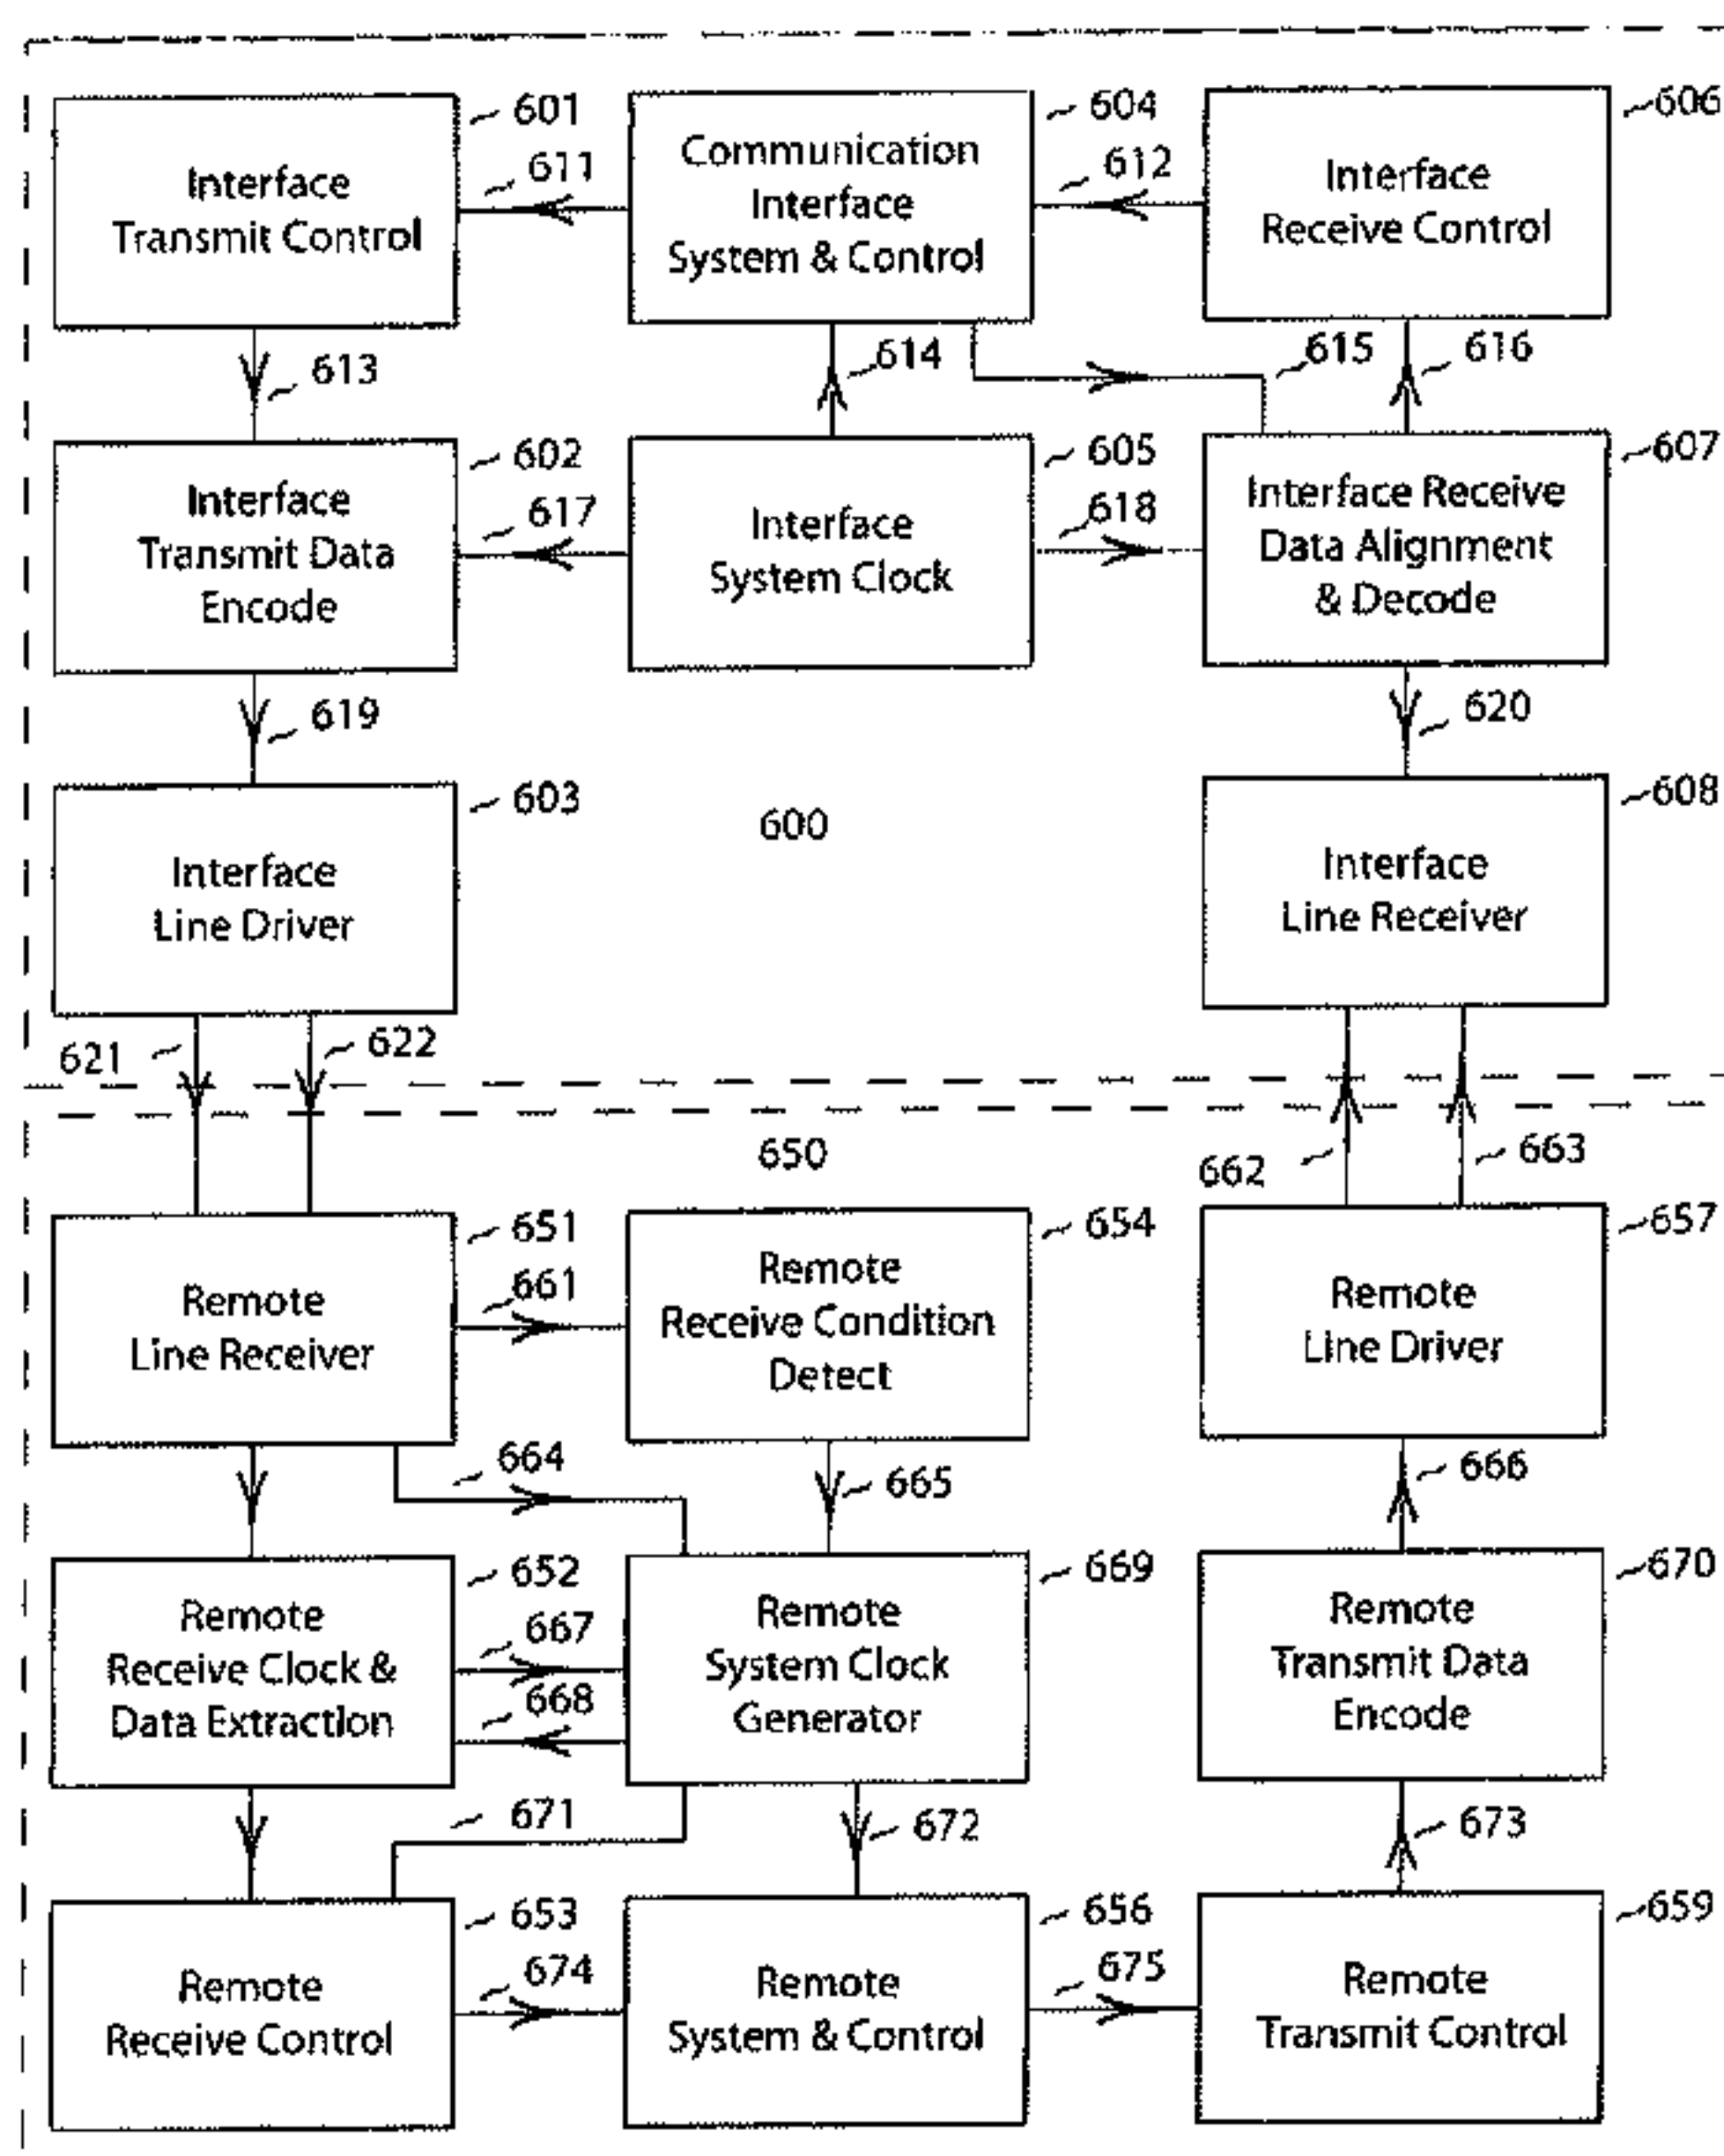 601
604
606
Interface
Transmit Control
611
Communication
Interface
System & Control
612
Interface
Receive Control
613
614
615
616
602
605
607
Interface
Transmit Data
Encode
617
Interface
System Clock
618
Interface Receive
Data Alignment
& Decode
619
620
603
608
Interface
Line Driver
600
Interface
Line Receiver
621
622
650
662
663
651
654
657
Remote
Line Receiver
661
Remote
Receive Condition
Detect
Remote
Line Driver
664
665
666
652
669
670
Remote
Receive Clock &
Data Extraction
667
668
Remote
System Clock
Generator
Remote
Transmit Data
Encode
671
672
673
653
656
659
Remote
Receive Control
674
Remote
System & Control
675
Remote
Transmit Control